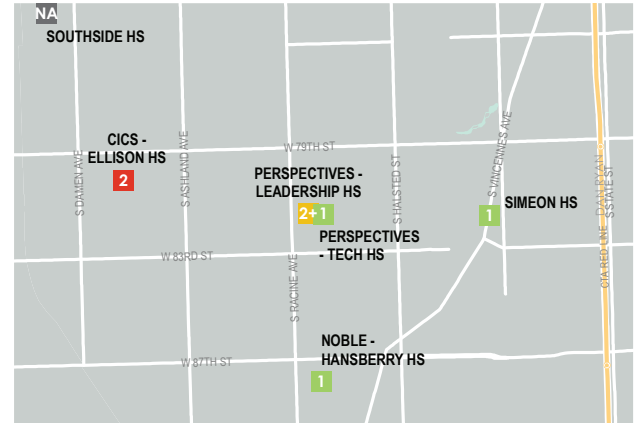 NA
SOUTHSIDE HS
CICS -
ELLISON HS
2
W 79TH ST
S DAMEN AVE
S ASHLAND AVE
PERSPECTIVES -
LEADERSHIP HS
2+ 1
PERSPECTIVES
- TECH HS
S HALSTED ST
S VINCENNES AVE
1
SIMEON HS
DAN RYAN
S STATE ST
CTA RED LINE
W 83RD ST
S RACINE AVE
NOBLE -
HANSBERRY HS
W 87TH ST
1